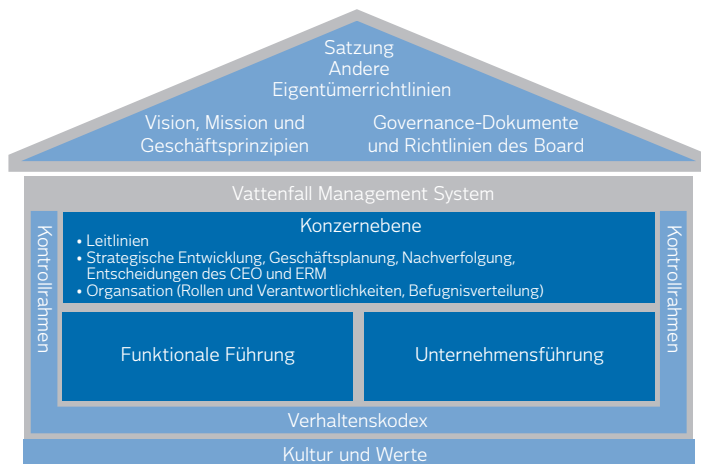 Satzung
Andere
Eigentümerrichtlinien
Vision, Mission und
Geschäftsprinzipien
Governance-Dokumente
und Richtlinien des Board
Vattenfall Management System
Kontrollrahmen
Konzernebene
• Leitlinien
• Strategische Entwicklung, Geschäftsplanung, Nachverfolgung,
Entscheidungen des CEO und ERM
• Organsation (Rollen und Verantwortlichkeiten, Befugnisverteilung)
Kontrollrahmen
Funktionale Führung
Unternehmensführung
Verhaltenskodex
Kultur und Werte